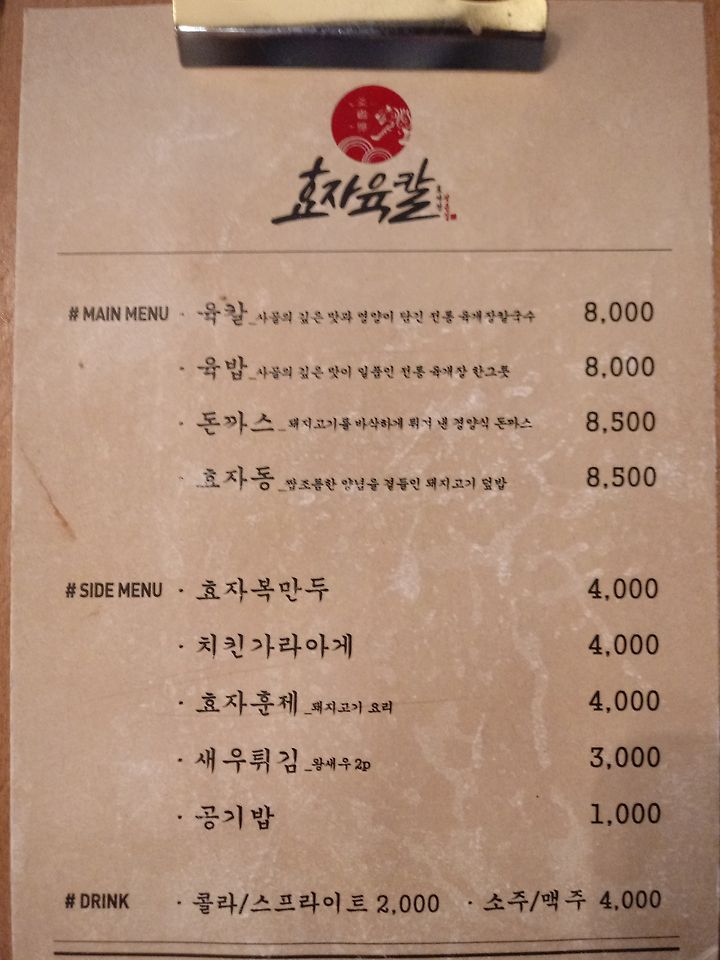 효자육칼
# MAIN MENU · 육칼_사골의 깊은 맛과 영양이 담긴 전통 육개장칼국수 8,000
· 육밥_사골의 깊은 맛이 일품인 전통 육개장 한그릇 8,000
· 돈까스_돼지고기를 바삭하게 튀겨 낸 경양식 돈까스 8,500
· 효자동_짭조름한 양념을 곁들인 돼지고기 덮밥 8,500
# SIDE MENU · 효자복만두 4,000
· 치킨가라아게 4,000
· 효자훈제_돼지고기 요리 4,000
· 새우튀김_왕새우 2p 3,000
· 공기밥 1,000
# DRINK · 콜라/스프라이트 2,000 · 소주/맥주 4,000